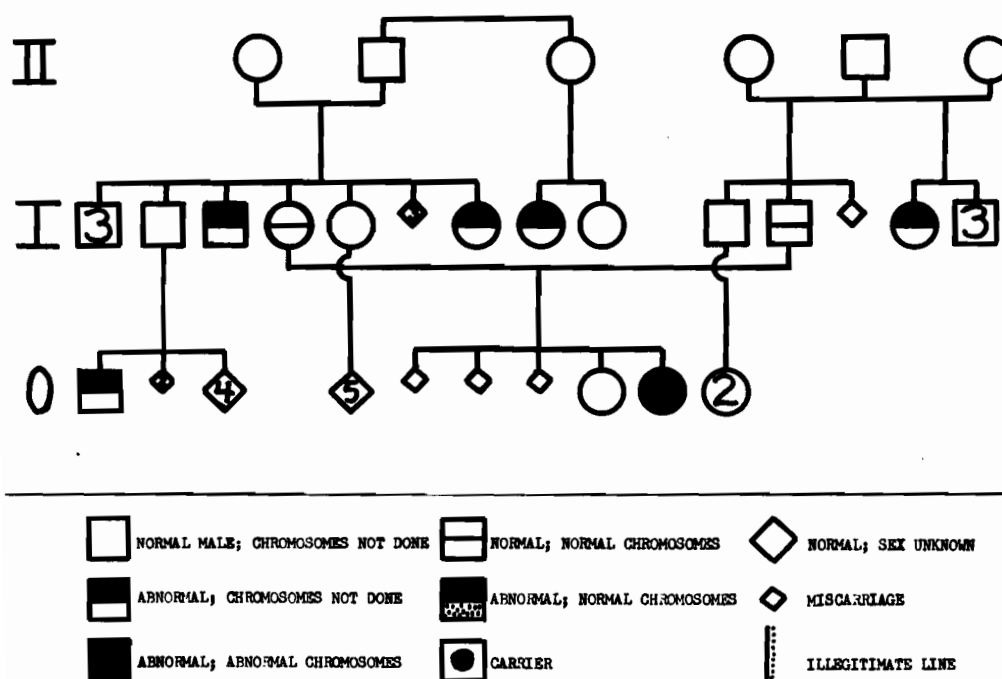 II
I
3
3
O
4
5
2
NORMAL MALE; CHROMOSOMES NOT DONE
NORMAL; NORMAL CHROMOSOMES
NORMAL; SEX UNKNOWN
ABNORMAL; CHROMOSOMES NOT DONE
ABNORMAL; NORMAL CHROMOSOMES
MISCARRIAGE
ABNORMAL; ABNORMAL CHROMOSOMES
CARRIER
ILLEGITIMATE LINE